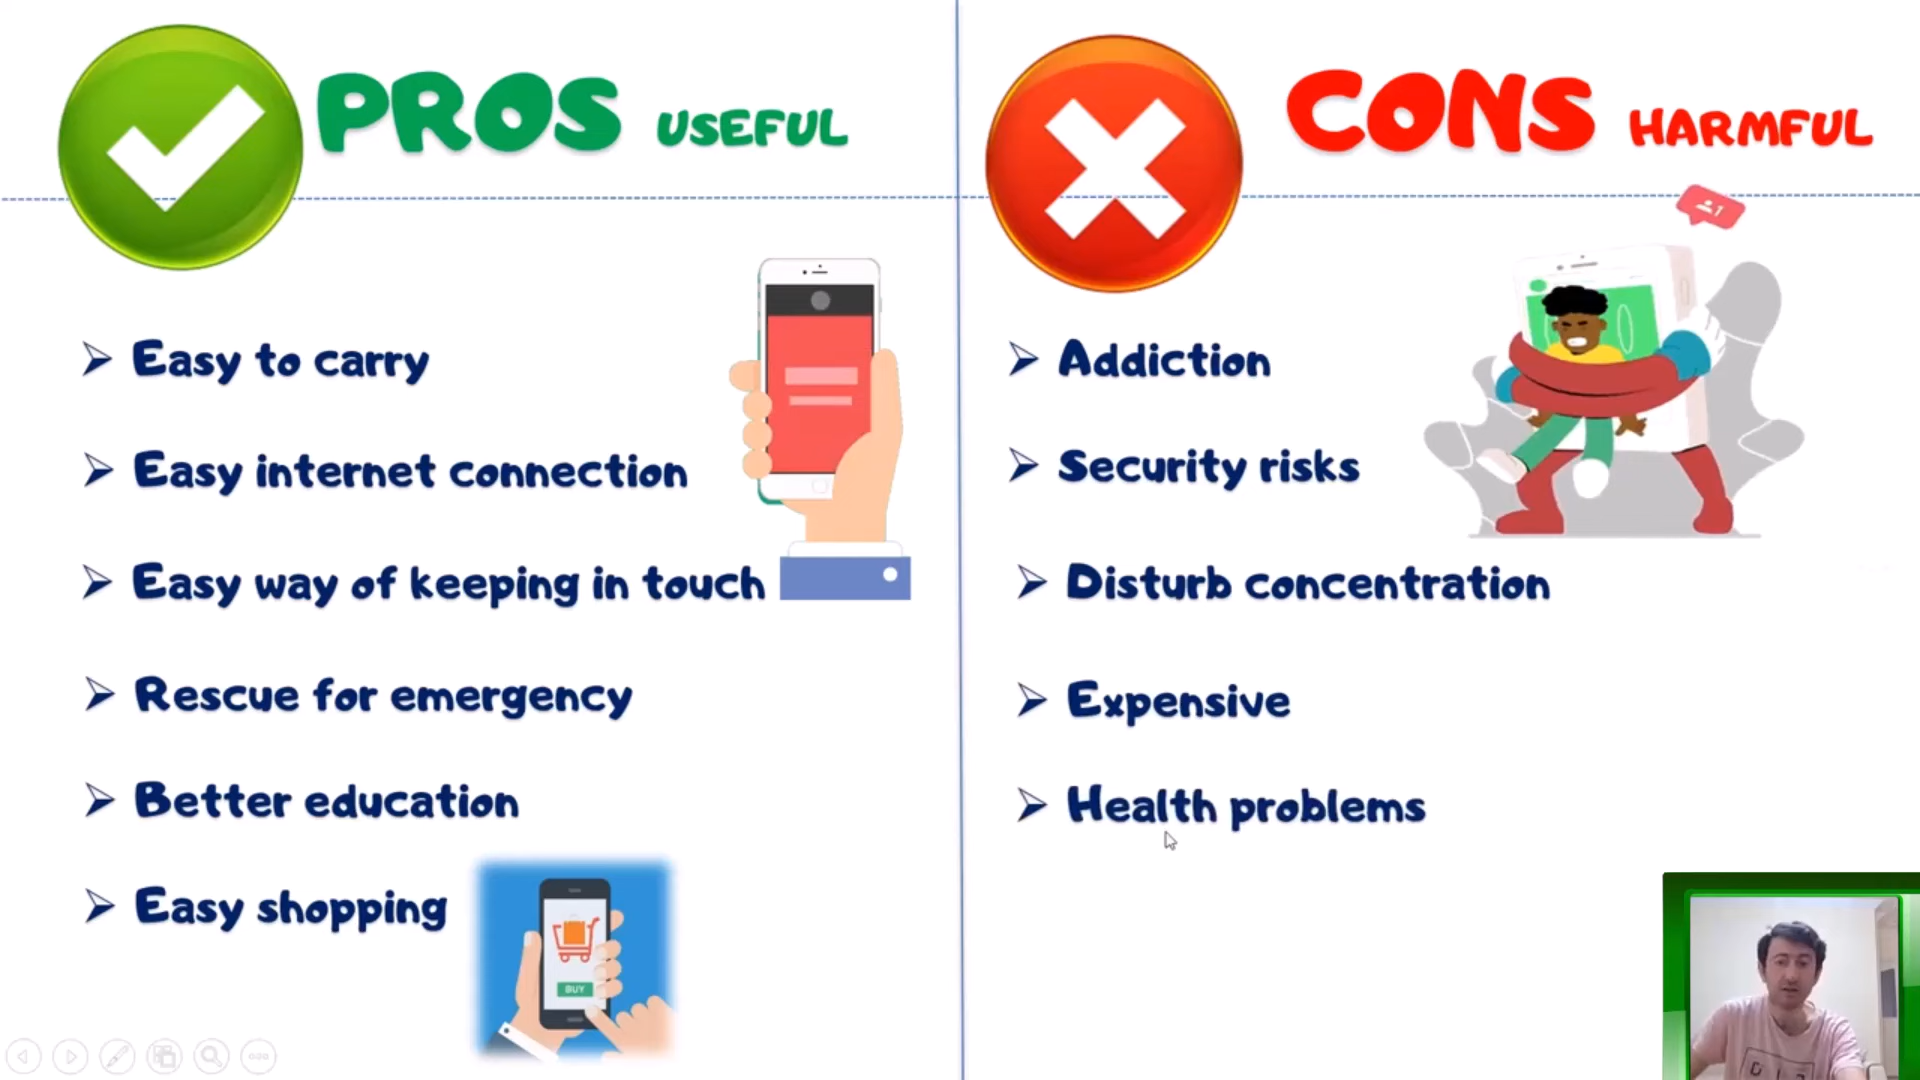 PROS USEFUL
Easy to carry
Easy internet connection
Easy way of keeping in touch
Rescue for emergency
Better education
Easy shopping
BUY
CONS HARMFUL
1
Addiction
Security risks
Disturb concentration
Expensive
Health problems